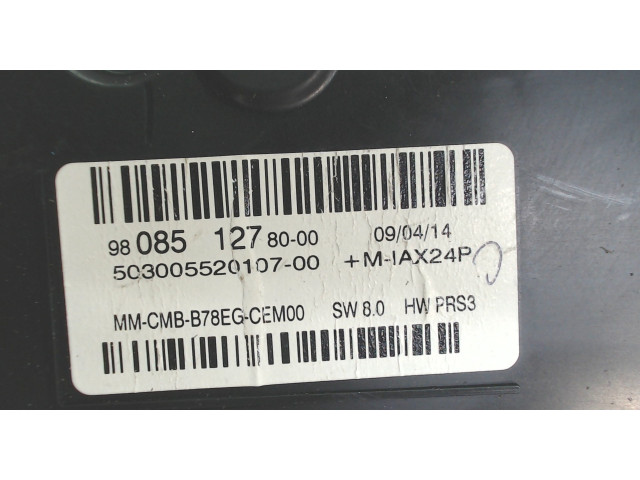 98 085 127 80-00 09/04/14
503005520107-00 +M-IAX24P
MM-CMB-B78EG-CEM00 SW 8.0 HW PRS3